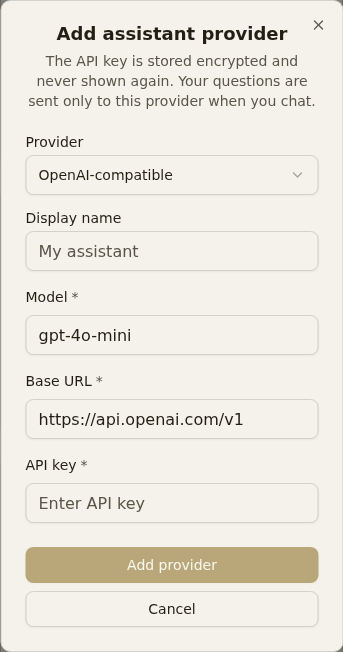 Add assistant provider
The API key is stored encrypted and
never shown again. Your questions are
sent only to this provider when you chat.
Provider
OpenAI-compatible
Display name
My assistant
Model *
gpt-4o-mini
Base URL *
https://api.openai.com/v1
API key *
Enter API key
Add provider
Cancel